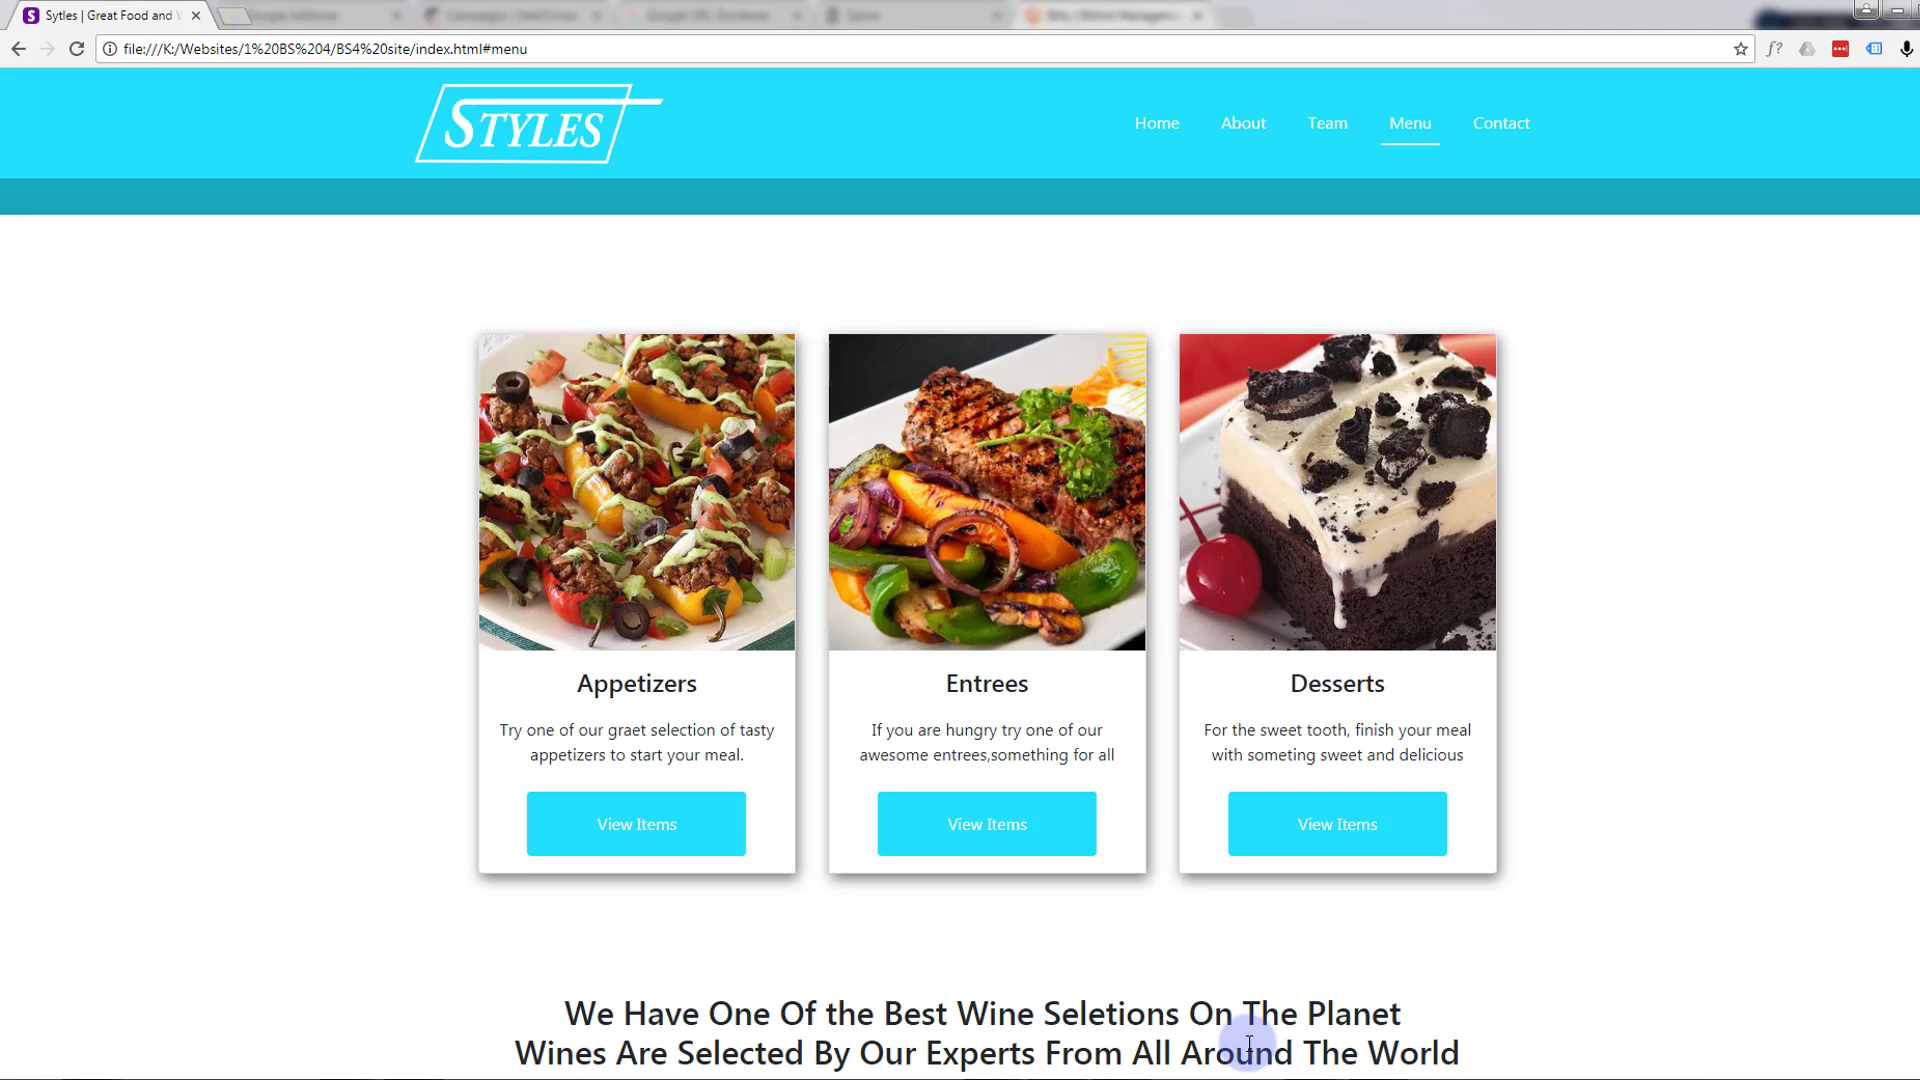 Sytles | Great Food and
file:///K:/Websites/1%20BS%204/BS4%20site/index.html#menu
f?
STYLES
Home
About
Team
Menu
Contact
Appetizers
Try one of our graet selection of tasty
appetizers to start your meal.
View Items
Entrees
If you are hungry try one of our
awesome entrees,something for all
View Items
Desserts
For the sweet tooth, finish your meal
with someting sweet and delicious
View Items
We Have One Of the Best Wine Seletions On The Planet
Wines Are Selected By Our Experts From All Around The World